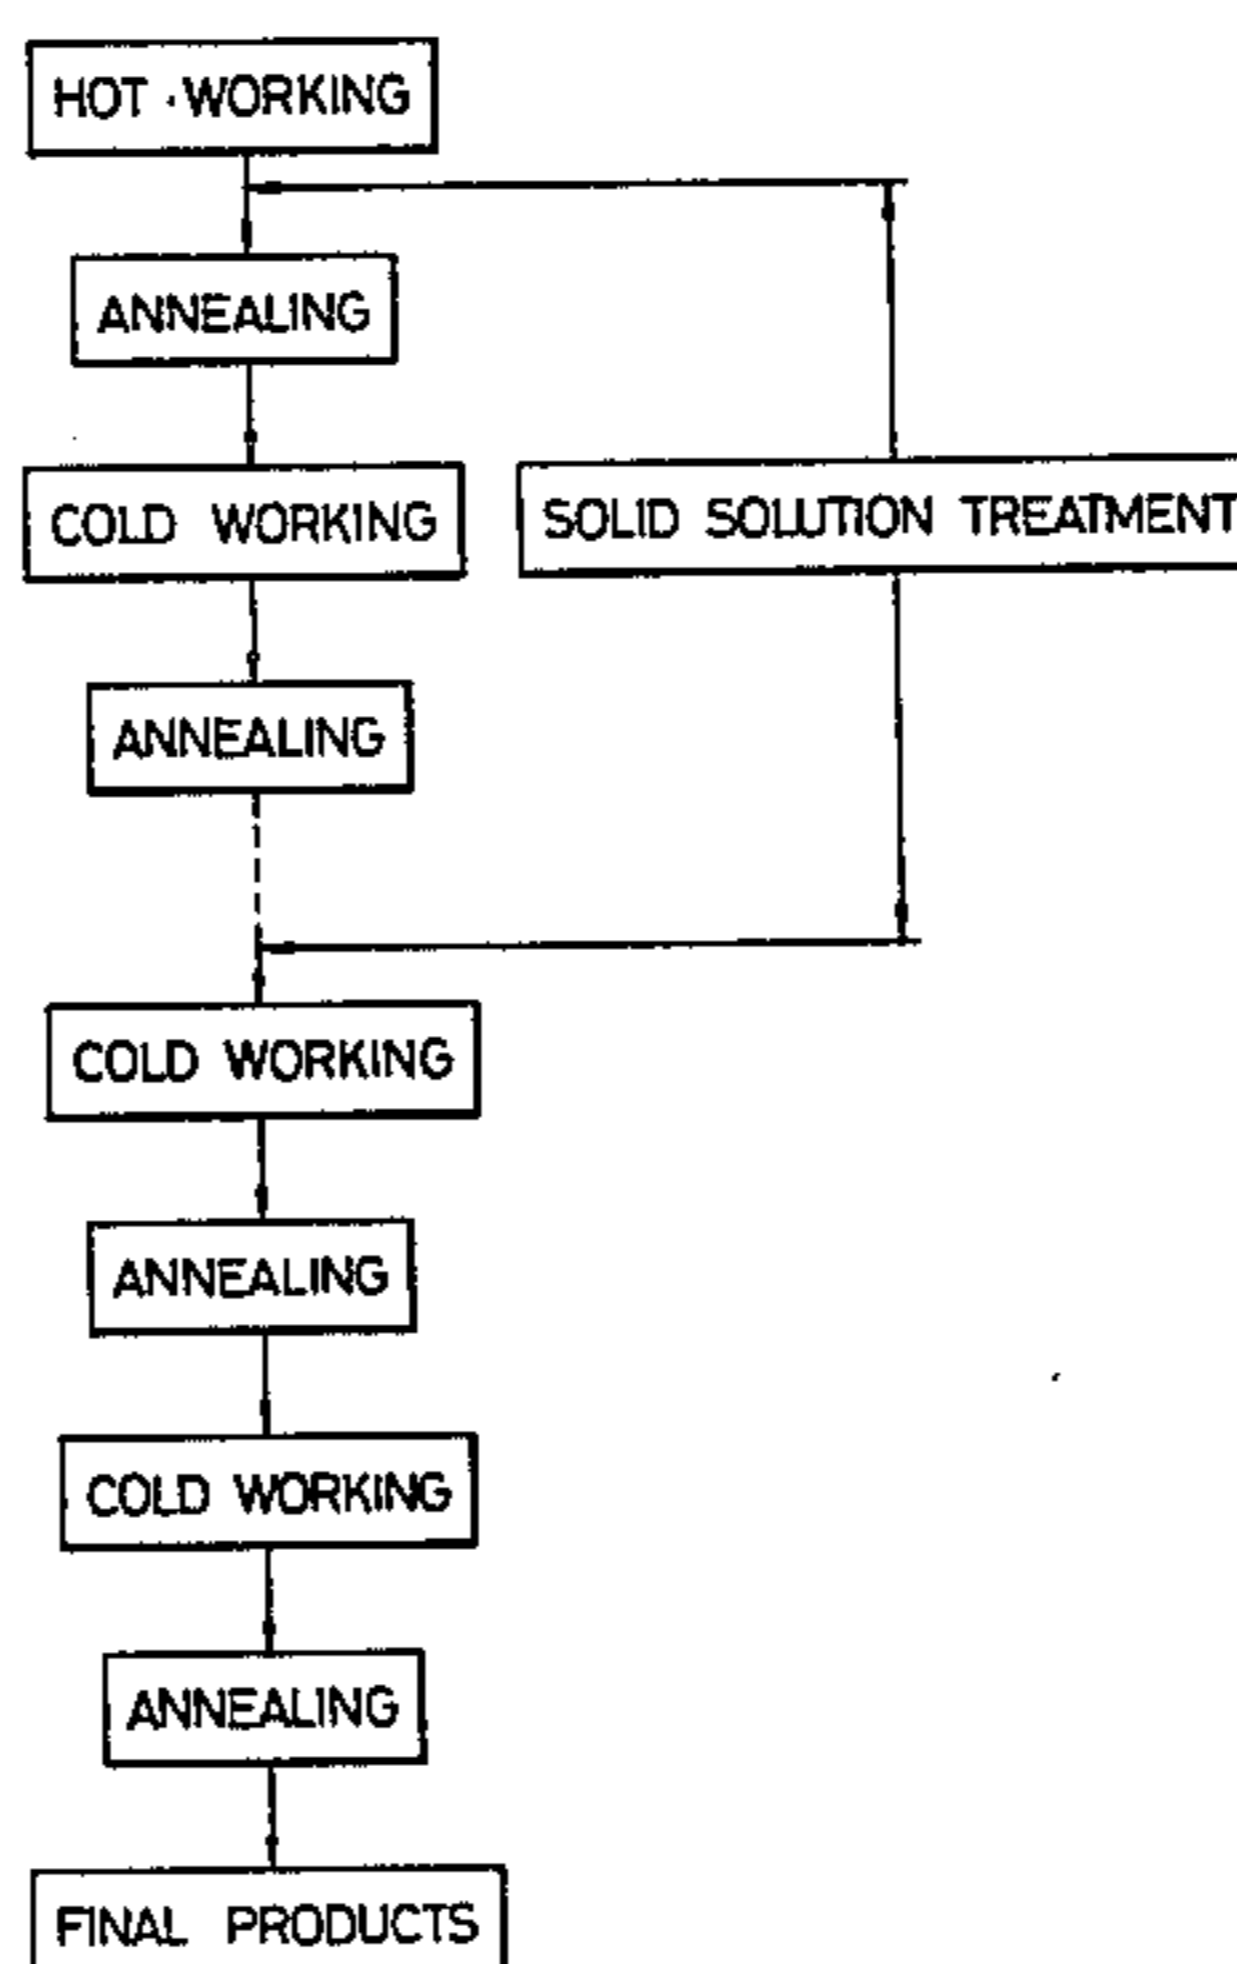 HOT · WORKING
ANNEALING
COLD WORKING
SOLID SOLUTION TREATMENT
ANNEALING
COLD WORKING
ANNEALING
COLD WORKING
ANNEALING
FINAL PRODUCTS